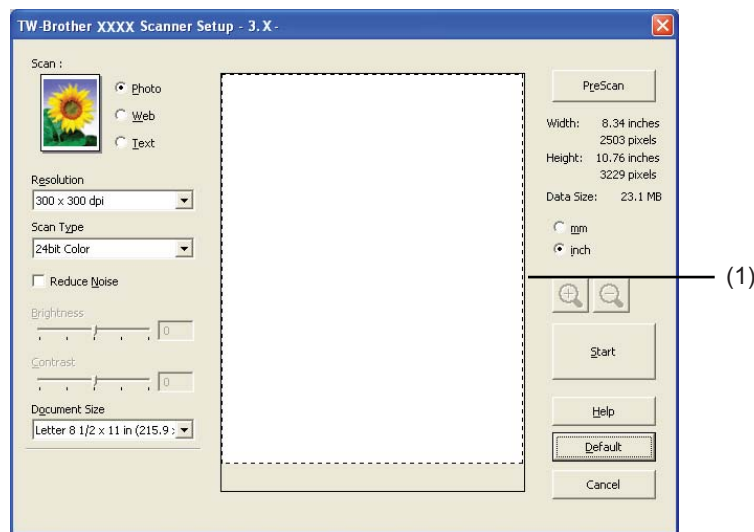 TW-Brother XXXX Scanner Setup - 3. X -
Scan :
Photo
Web
Text
Resolution
300 x 300 dpi
Scan Type
24bit Color
Reduce Noise
Brightness
0
Contrast
0
Document Size
Letter 8 1/2 x 11 in (215.9 :
PreScan
Width: 8.34 inches
2503 pixels
Height: 10.76 inches
3229 pixels
Data Size: 23.1 MB
mm
inch
(1)
Start
Help
Default
Cancel